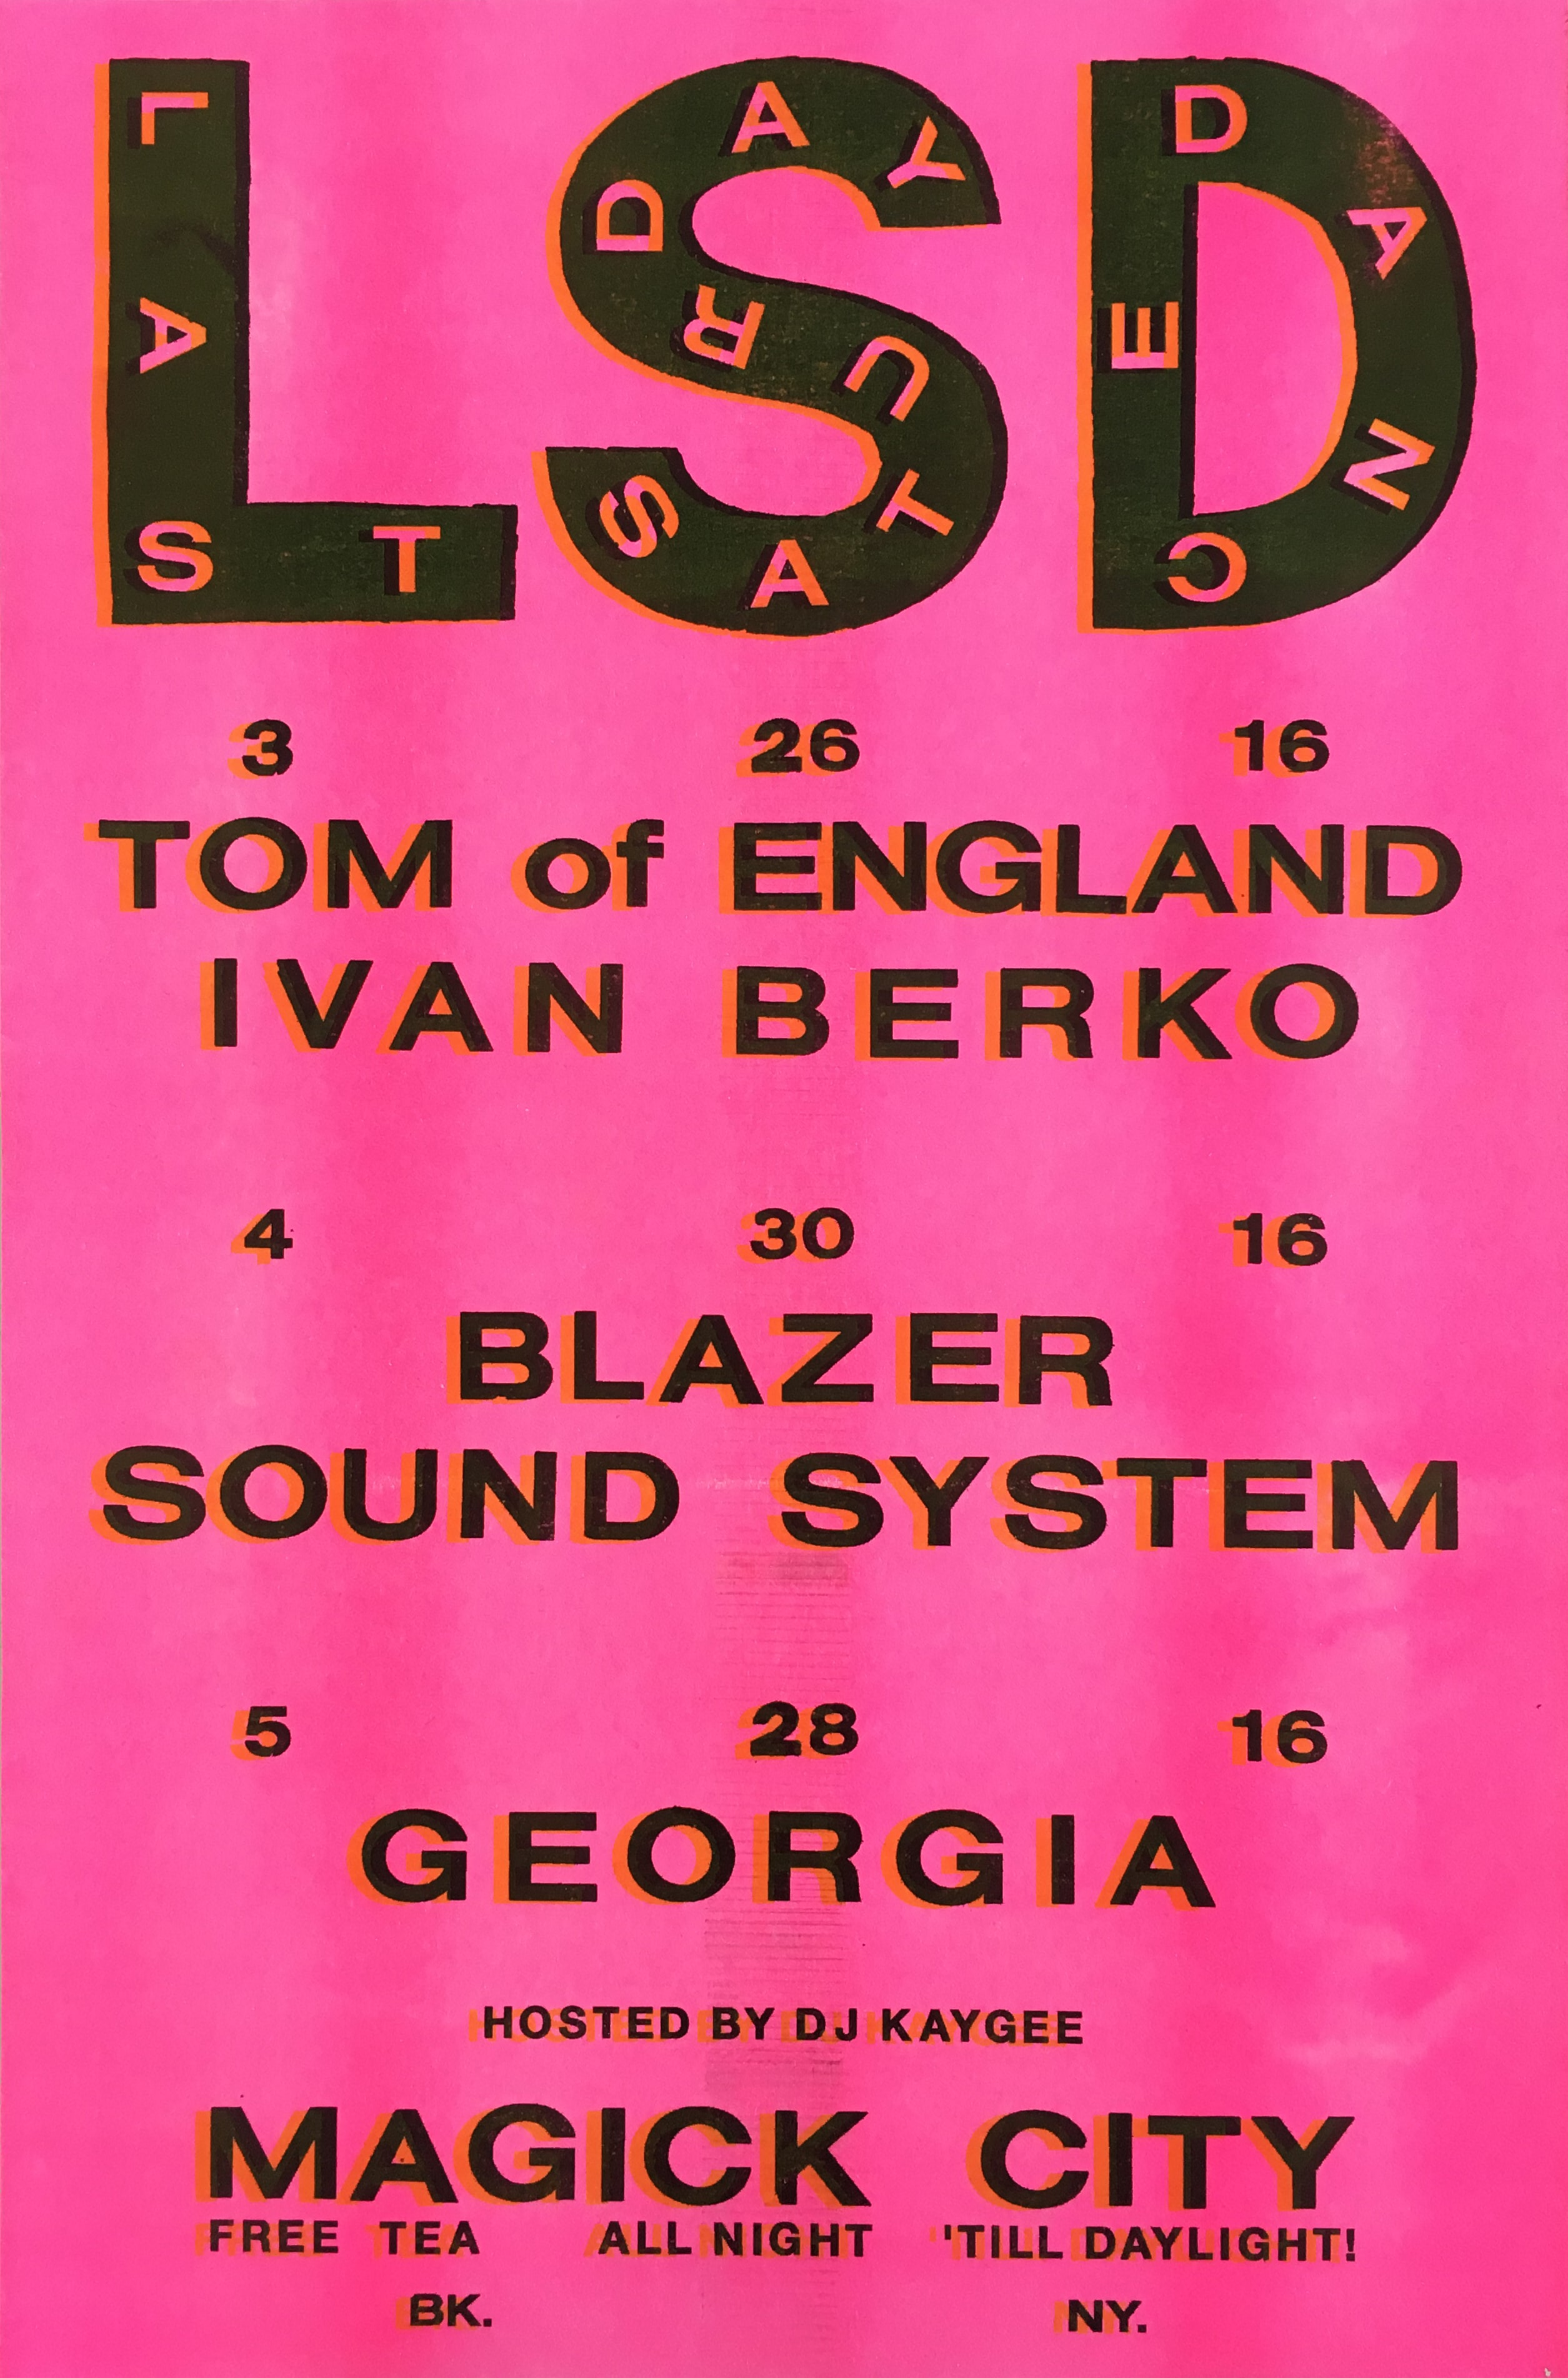 LSD
LAST
SATURDAY
DANCE
3 26 16
TOM of ENGLAND
IVAN BERKO
4 30 16
BLAZER
SOUND SYSTEM
5 28 16
GEORGIA
HOSTED BY DJ KAYGEE
MAGICK CITY
FREE TEA ALL NIGHT 'TILL DAYLIGHT!
BK. NY.